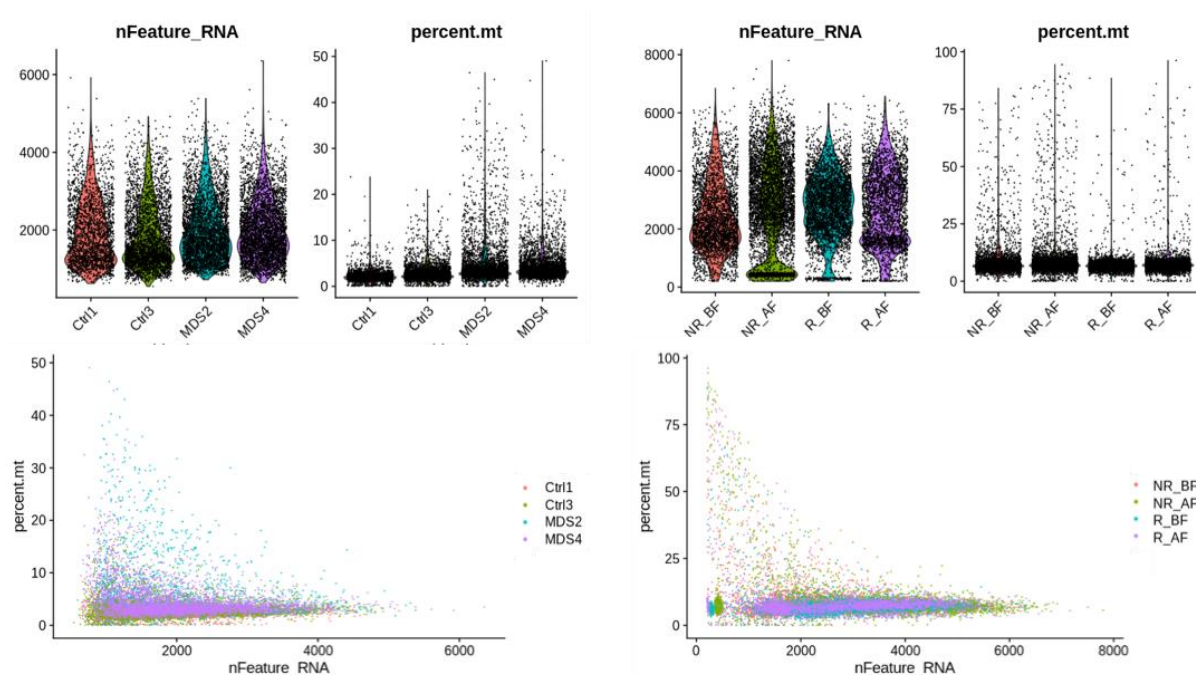 nFeature_RNA
percent.mt
6000
4000
2000
50
40
30
20
10
0
Ctrl1
Ctrl3
MDS2
MDS4
Ctrl1
Ctrl3
MDS2
MDS4
nFeature_RNA
percent.mt
8000
6000
4000
2000
0
100
75
50
25
0
NR_BF
NR_AF
R_BF
R_AF
NR_BF
NR_AF
R_BF
R_AF
percent.mt
50
40
30
20
10
0
2000
4000
6000
nFeature_RNA
Ctrl1
Ctrl3
MDS2
MDS4
percent.mt
100
75
50
25
0
0
2000
4000
6000
8000
nFeature_RNA
NR_BF
NR_AF
R_BF
R_AF